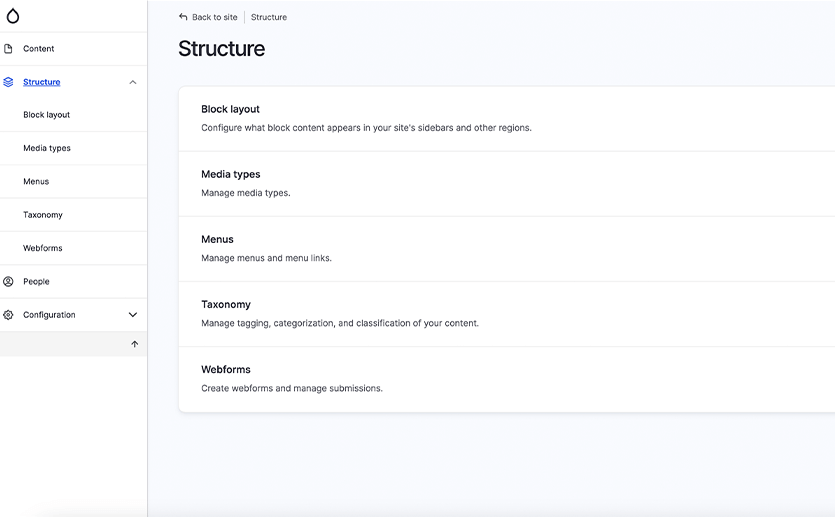 Content
Structure
Block layout
Media types
Menus
Taxonomy
Webforms
People
Configuration
Back to site
Structure
Structure
Block layout
Configure what block content appears in your site's sidebars and other regions.
Media types
Manage media types.
Menus
Manage menus and menu links.
Taxonomy
Manage tagging, categorization, and classification of your content.
Webforms
Create webforms and manage submissions.